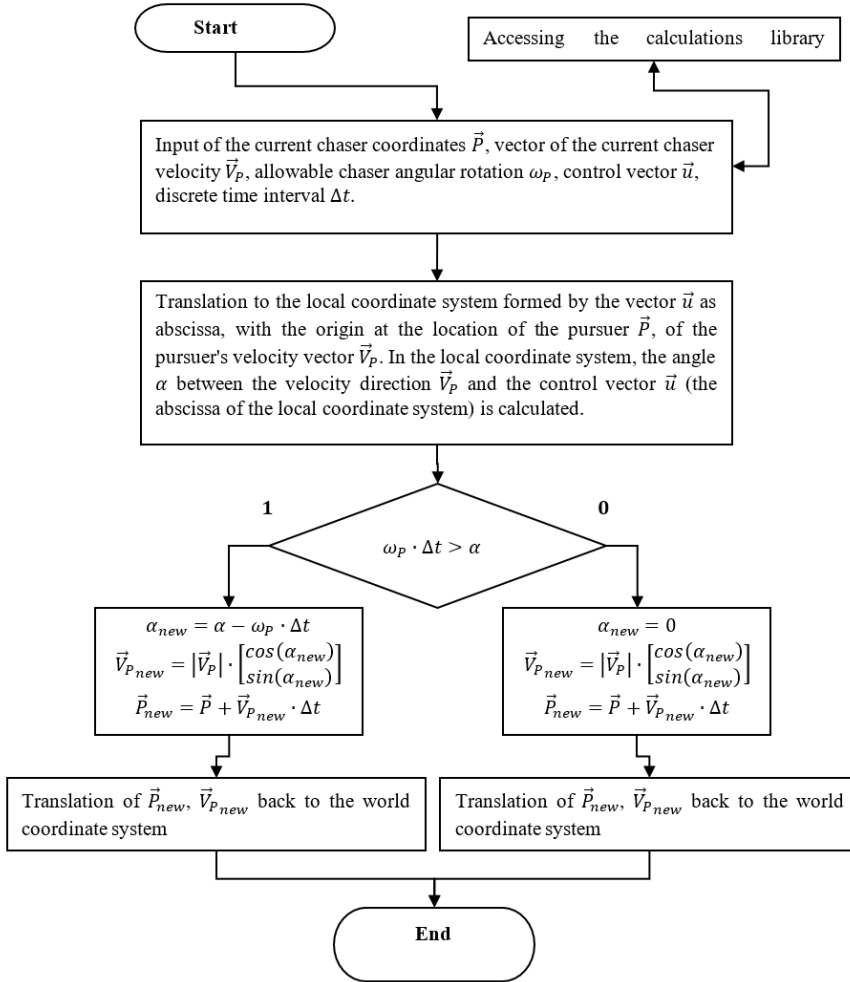 Start
Accessing the calculations library
Input of the current chaser coordinates P⃗, vector of the current chaser
velocity V⃗_P, allowable chaser angular rotation ω_P, control vector u⃗,
discrete time interval Δt.
Translation to the local coordinate system formed by the vector u⃗ as
abscissa, with the origin at the location of the pursuer P⃗, of the
pursuer's velocity vector V⃗_P. In the local coordinate system, the angle
α between the velocity direction V⃗_P and the control vector u⃗ (the
abscissa of the local coordinate system) is calculated.
1
0
ω_P · Δt > α
α_new = α − ω_P · Δt
V⃗_P_new = |V⃗_P| · [cos(α_new) sin(α_new)]
P⃗_new = P⃗ + V⃗_P_new · Δt
α_new = 0
V⃗_P_new = |V⃗_P| · [cos(α_new) sin(α_new)]
P⃗_new = P⃗ + V⃗_P_new · Δt
Translation of P⃗_new, V⃗_P_new back to the world
coordinate system
Translation of P⃗_new, V⃗_P_new back to the world
coordinate system
End